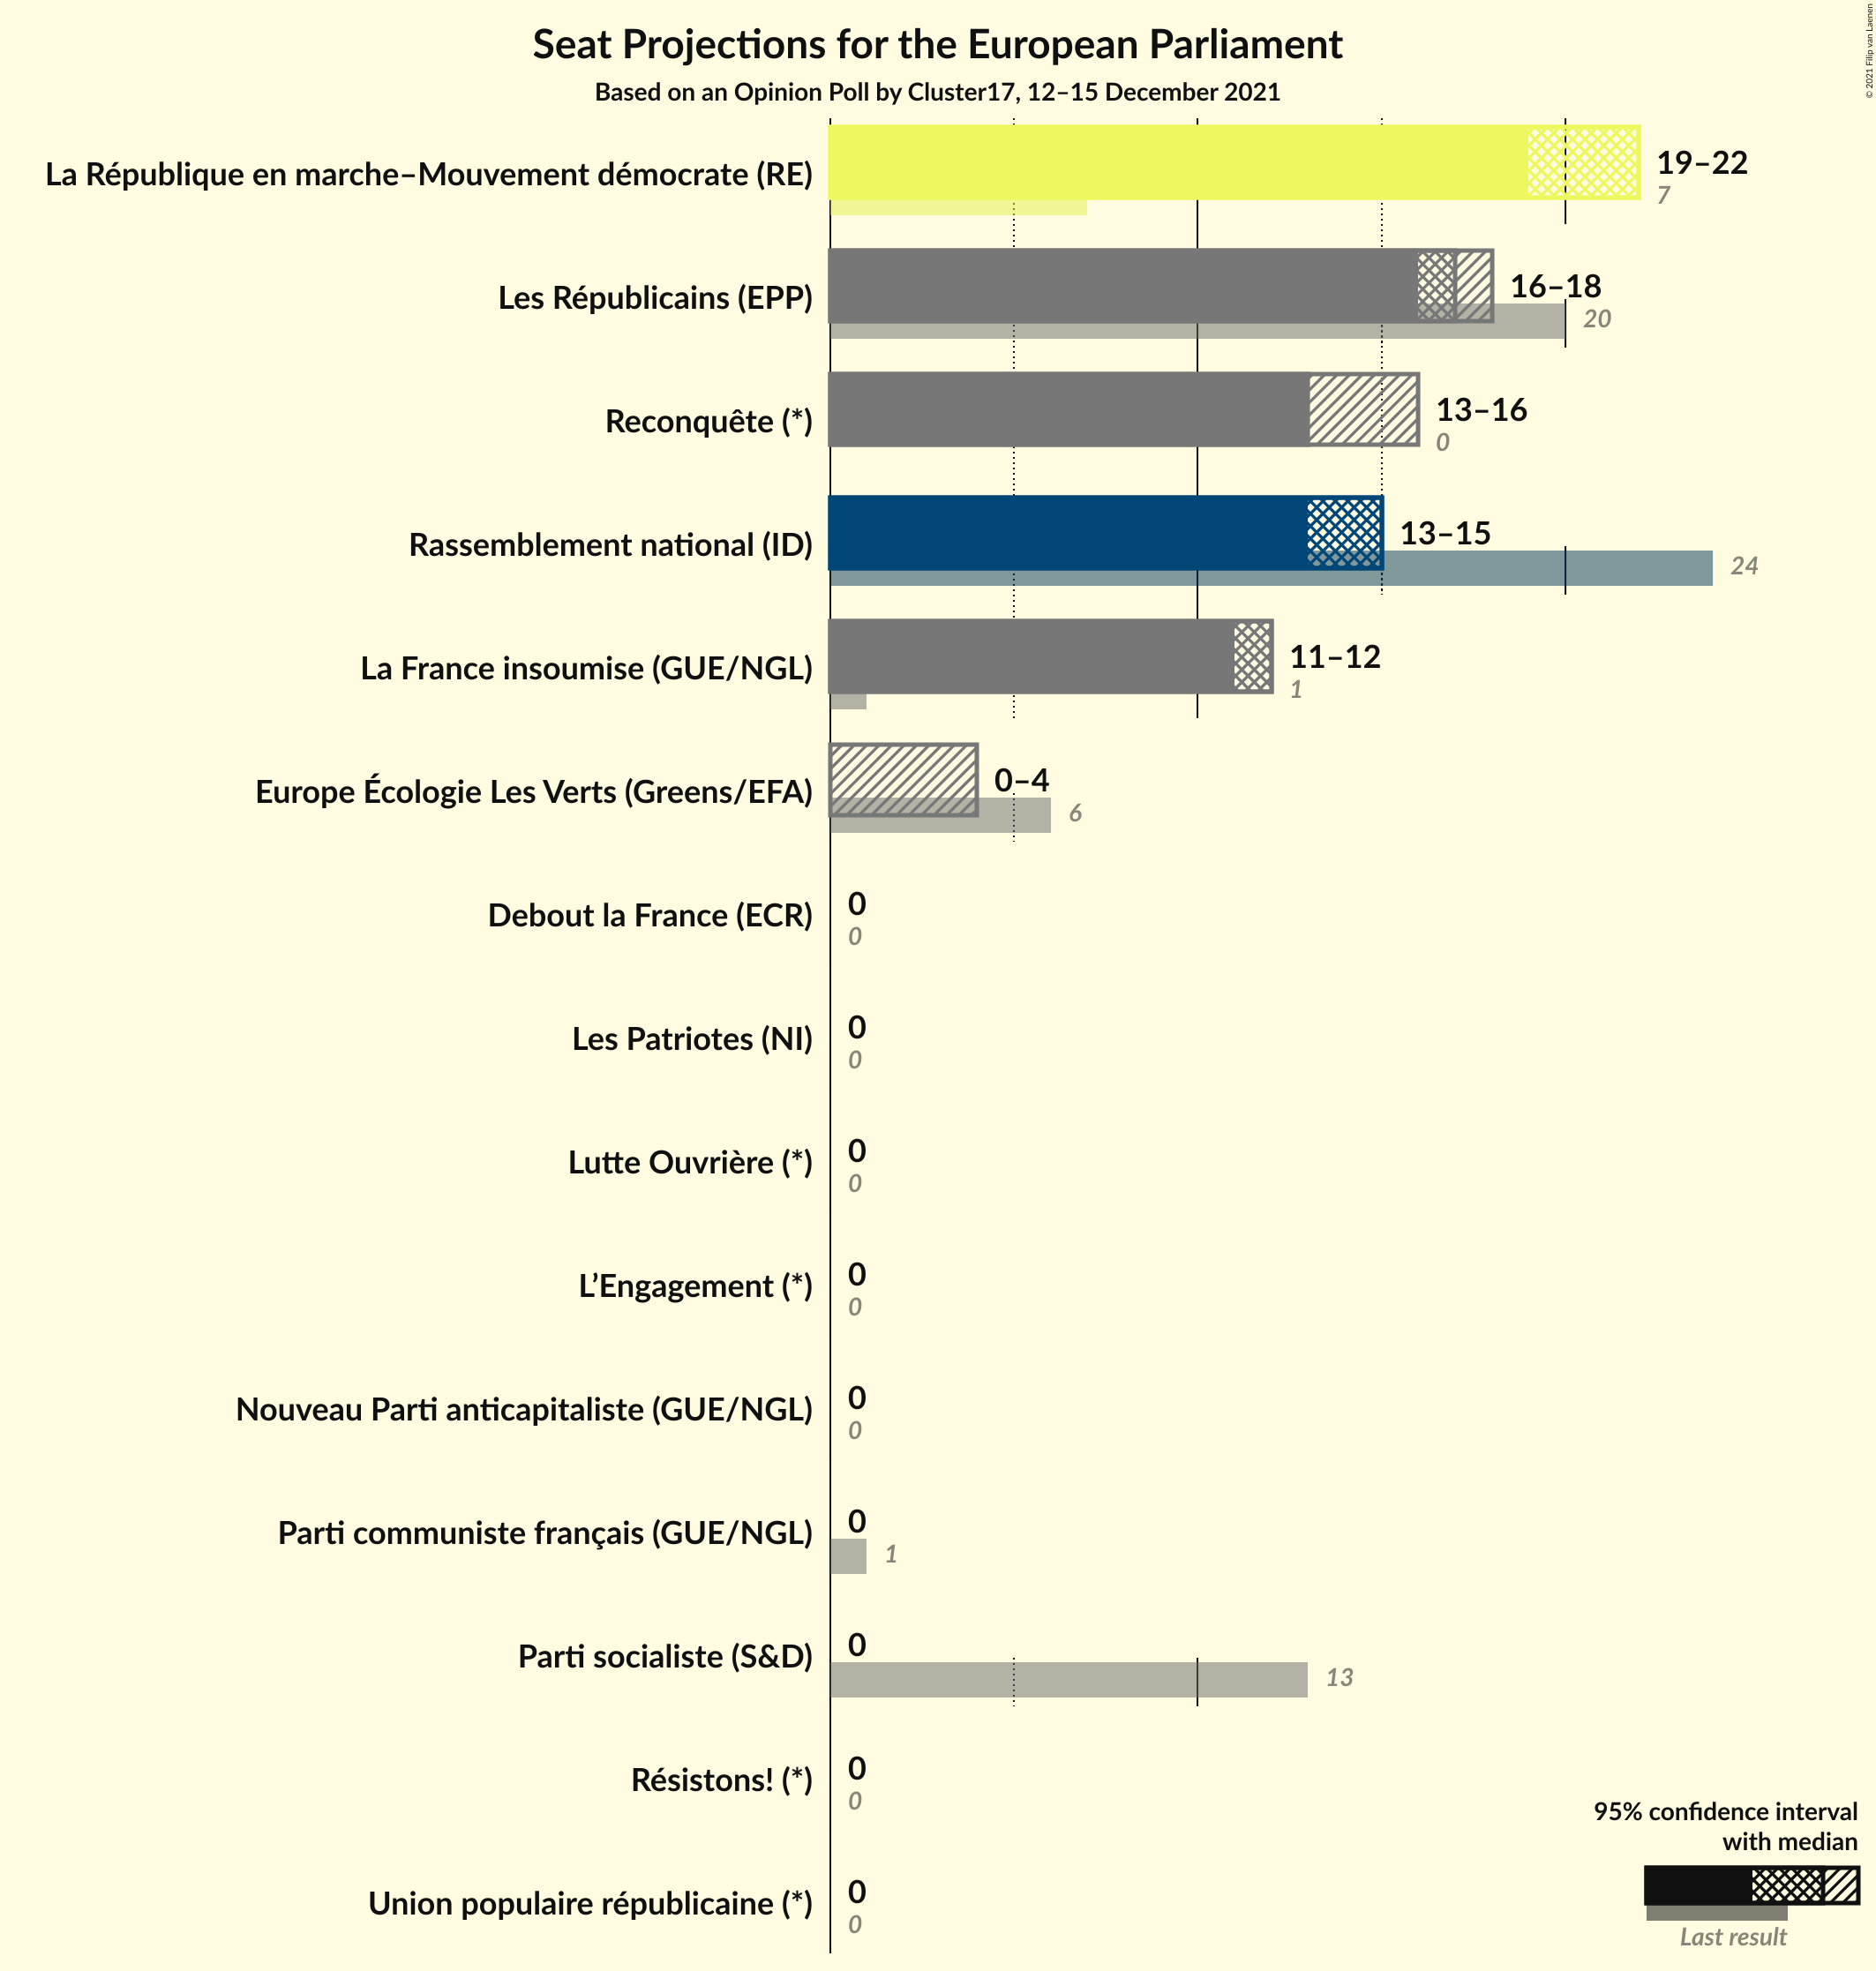 Seat Projections for the European Parliament
Based on an Opinion Poll by Cluster17, 12–15 December 2021
© 2021 Filip van Laenen
La République en marche–Mouvement démocrate (RE)
19–22
7
Les Républicains (EPP)
16–18
20
Reconquête (*)
13–16
0
Rassemblement national (ID)
13–15
24
La France insoumise (GUE/NGL)
11–12
1
Europe Écologie Les Verts (Greens/EFA)
0–4
6
Debout la France (ECR)
0
0
Les Patriotes (NI)
0
0
Lutte Ouvrière (*)
0
0
L’Engagement (*)
0
0
Nouveau Parti anticapitaliste (GUE/NGL)
0
0
Parti communiste français (GUE/NGL)
0
1
Parti socialiste (S&D)
0
13
Résistons! (*)
0
0
Union populaire républicaine (*)
0
0
95% confidence interval
with median
Last result